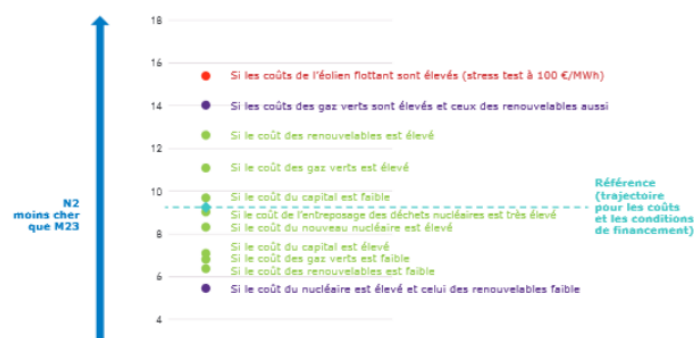 18
16
Si les coûts de l'éolien flottant sont élevés (stress test à 100 €/MWh)
14
Si les coûts des gaz verts sont élevés et ceux des renouvelables aussi
Si le coût des renouvelables est élevé
12
Si le coût des gaz verts est élevé
10
Si le coût du capital est faible
N2
moins cher
que M23
Référence
(trajectoire
pour les coûts
et les conditions
de financement)
Si le coût de l'entreposage des déchets nucléaires est très élevé
Si le coût du nouveau nucléaire est élevé
8
Si le coût du capital est élevé
Si le coût des gaz verts est faible
Si le coût des renouvelables est faible
6
Si le coût du nucléaire est élevé et celui des renouvelables faible
4